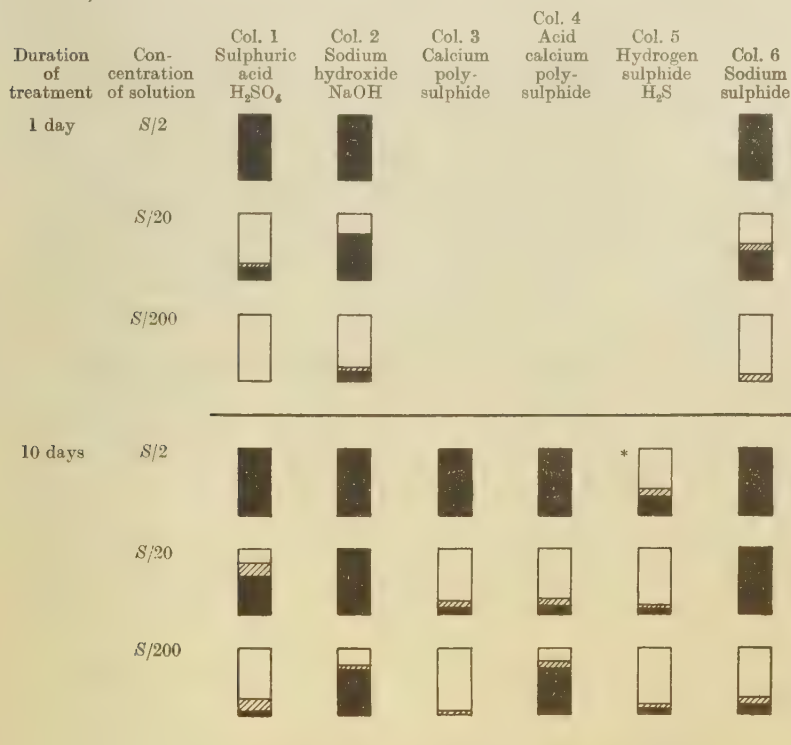 Col. 4
Col. 1 Col. 2 Col. 3 Acid Col. 5
Duration Con- Sulphuric Sodium Calcium calcium Hydrogen Col. 6
of centration acid hydroxide poly- poly- sulphide Sodium
treatment of solution H₂SO₄ NaOH sulphide sulphide H₂S sulphide
1 day S/2
S/20
S/200
10 days S/2 *
S/20
S/200